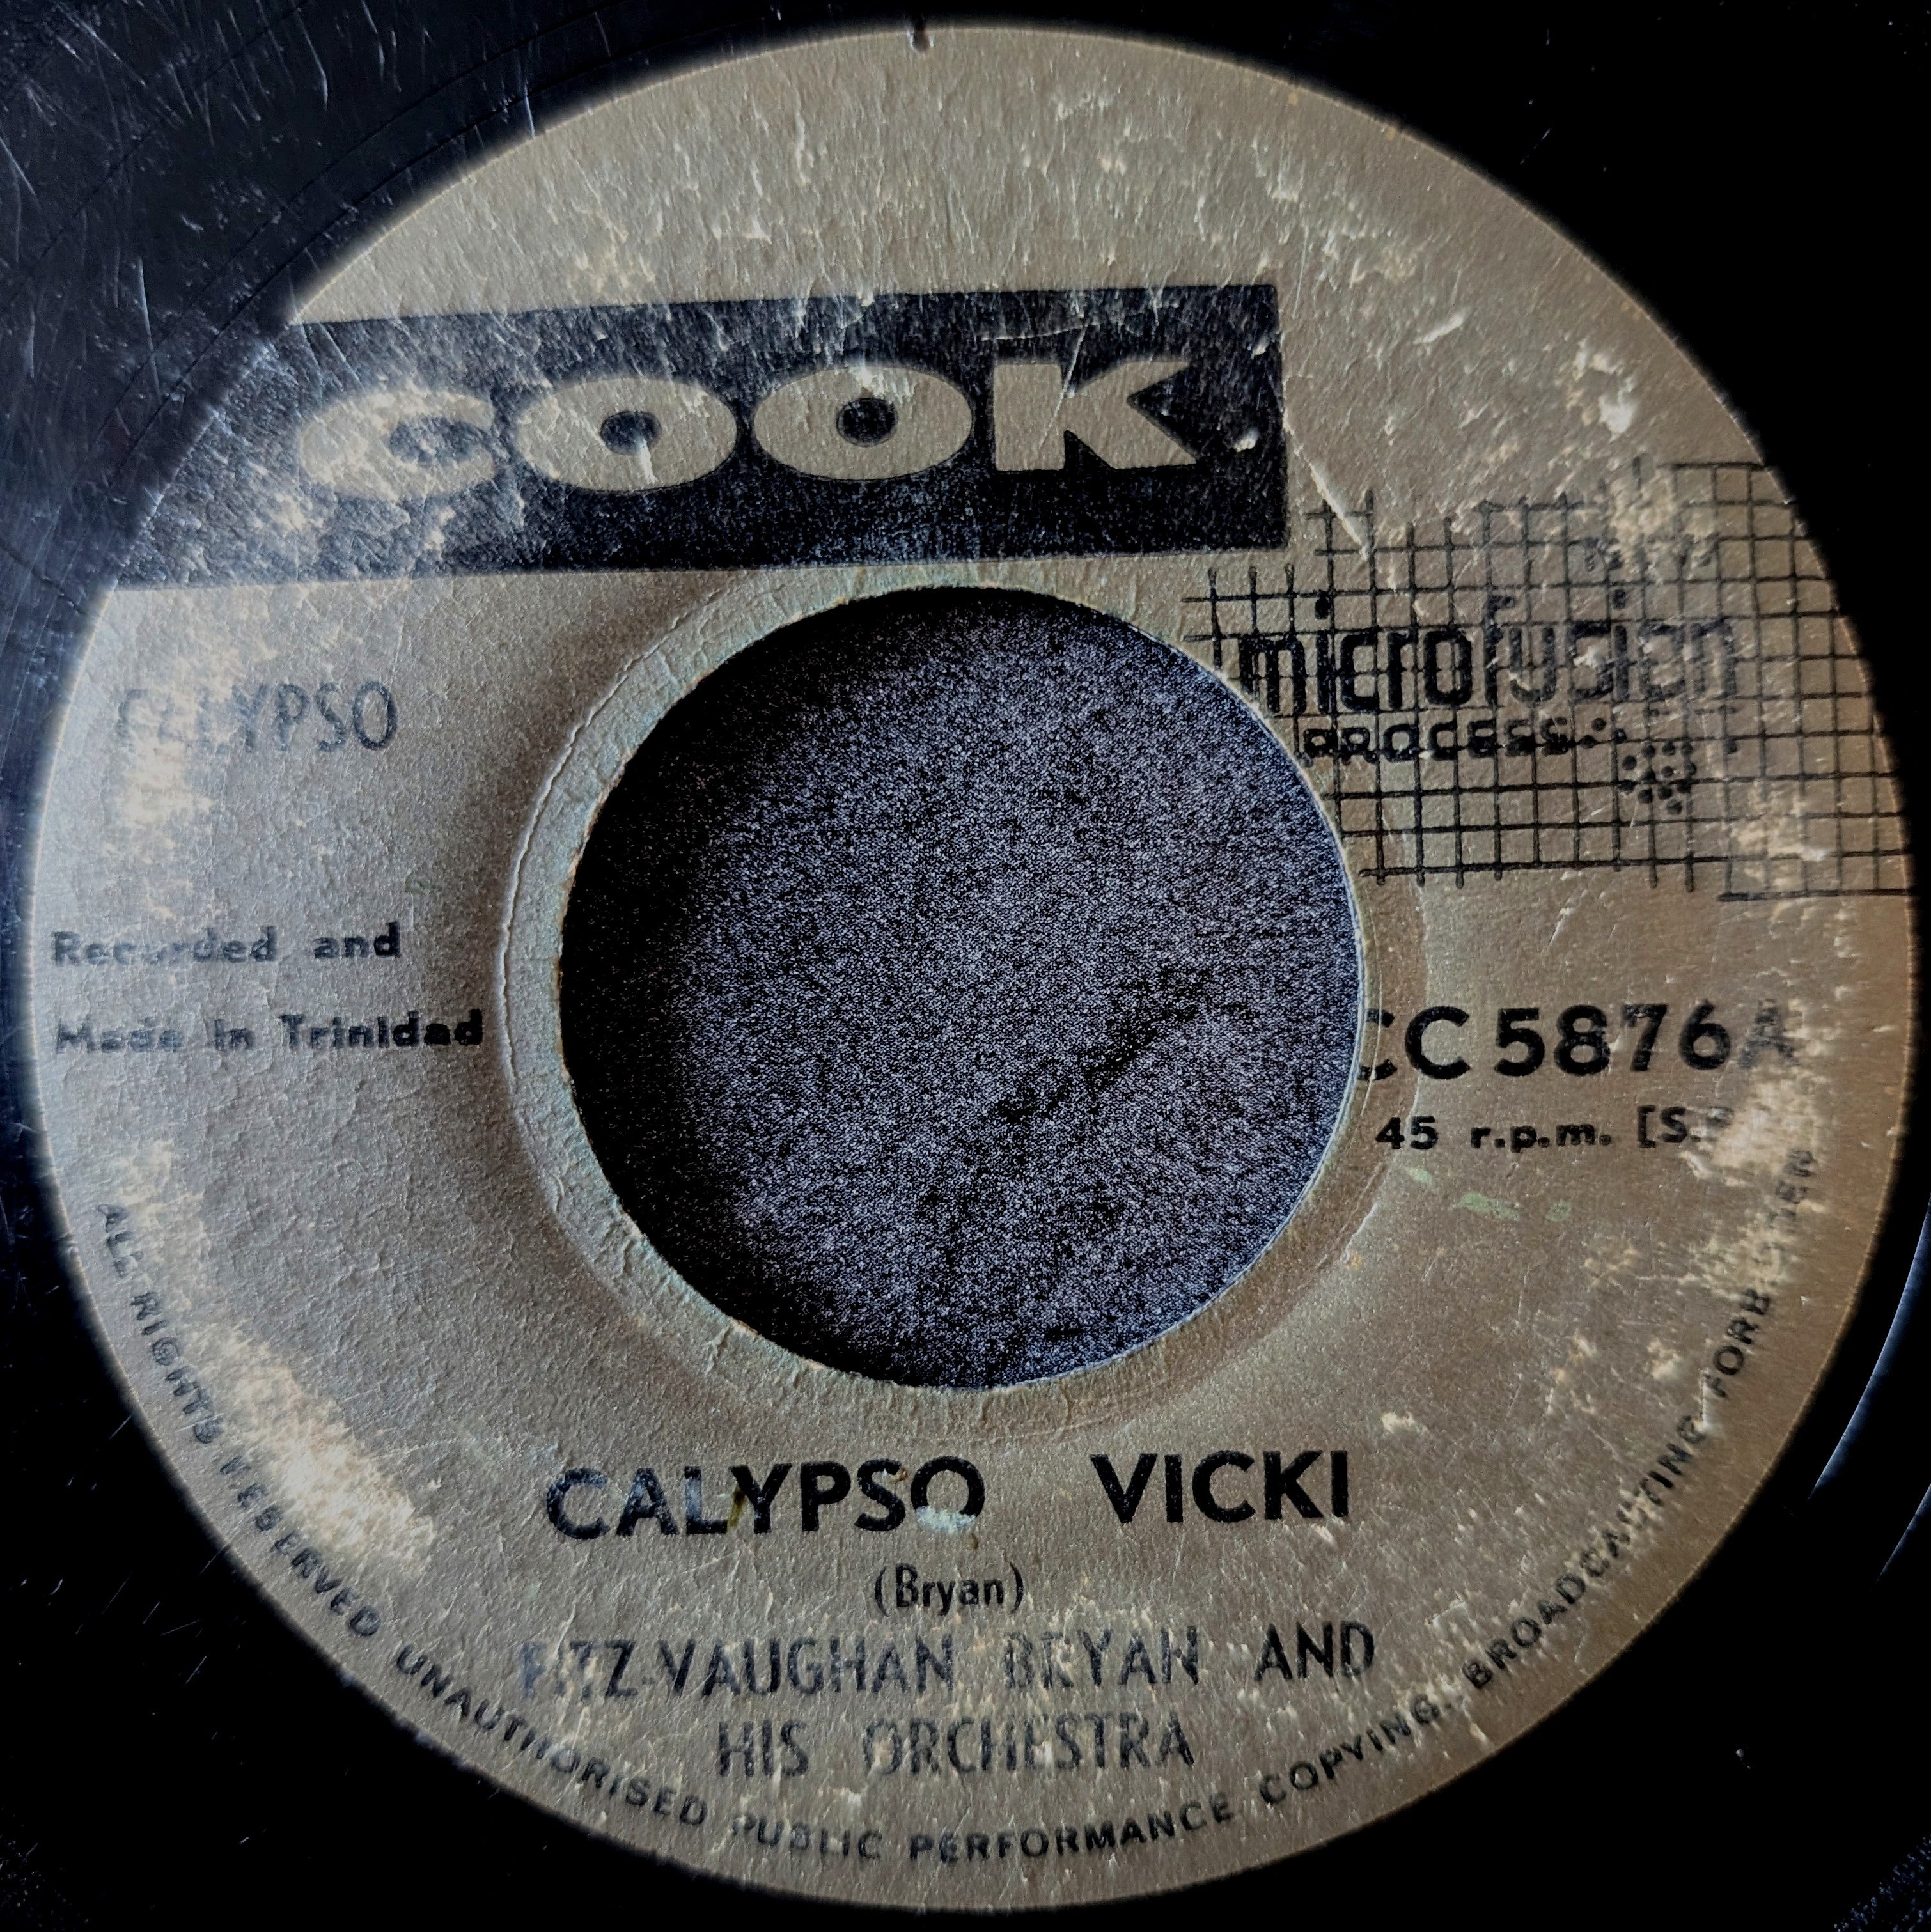 COOK
microfusion
PROCESS
CALYPSO
Recorded and
Made in Trinidad
CC 5876A
45 r.p.m.
CALYPSO VICKI
(Bryan)
FITZ-VAUGHAN BRYAN AND
HIS ORCHESTRA
ALL RIGHTS RESERVED UNAUTHORISED PUBLIC PERFORMANCE COPYING. BROADCASTING FORBIDDEN